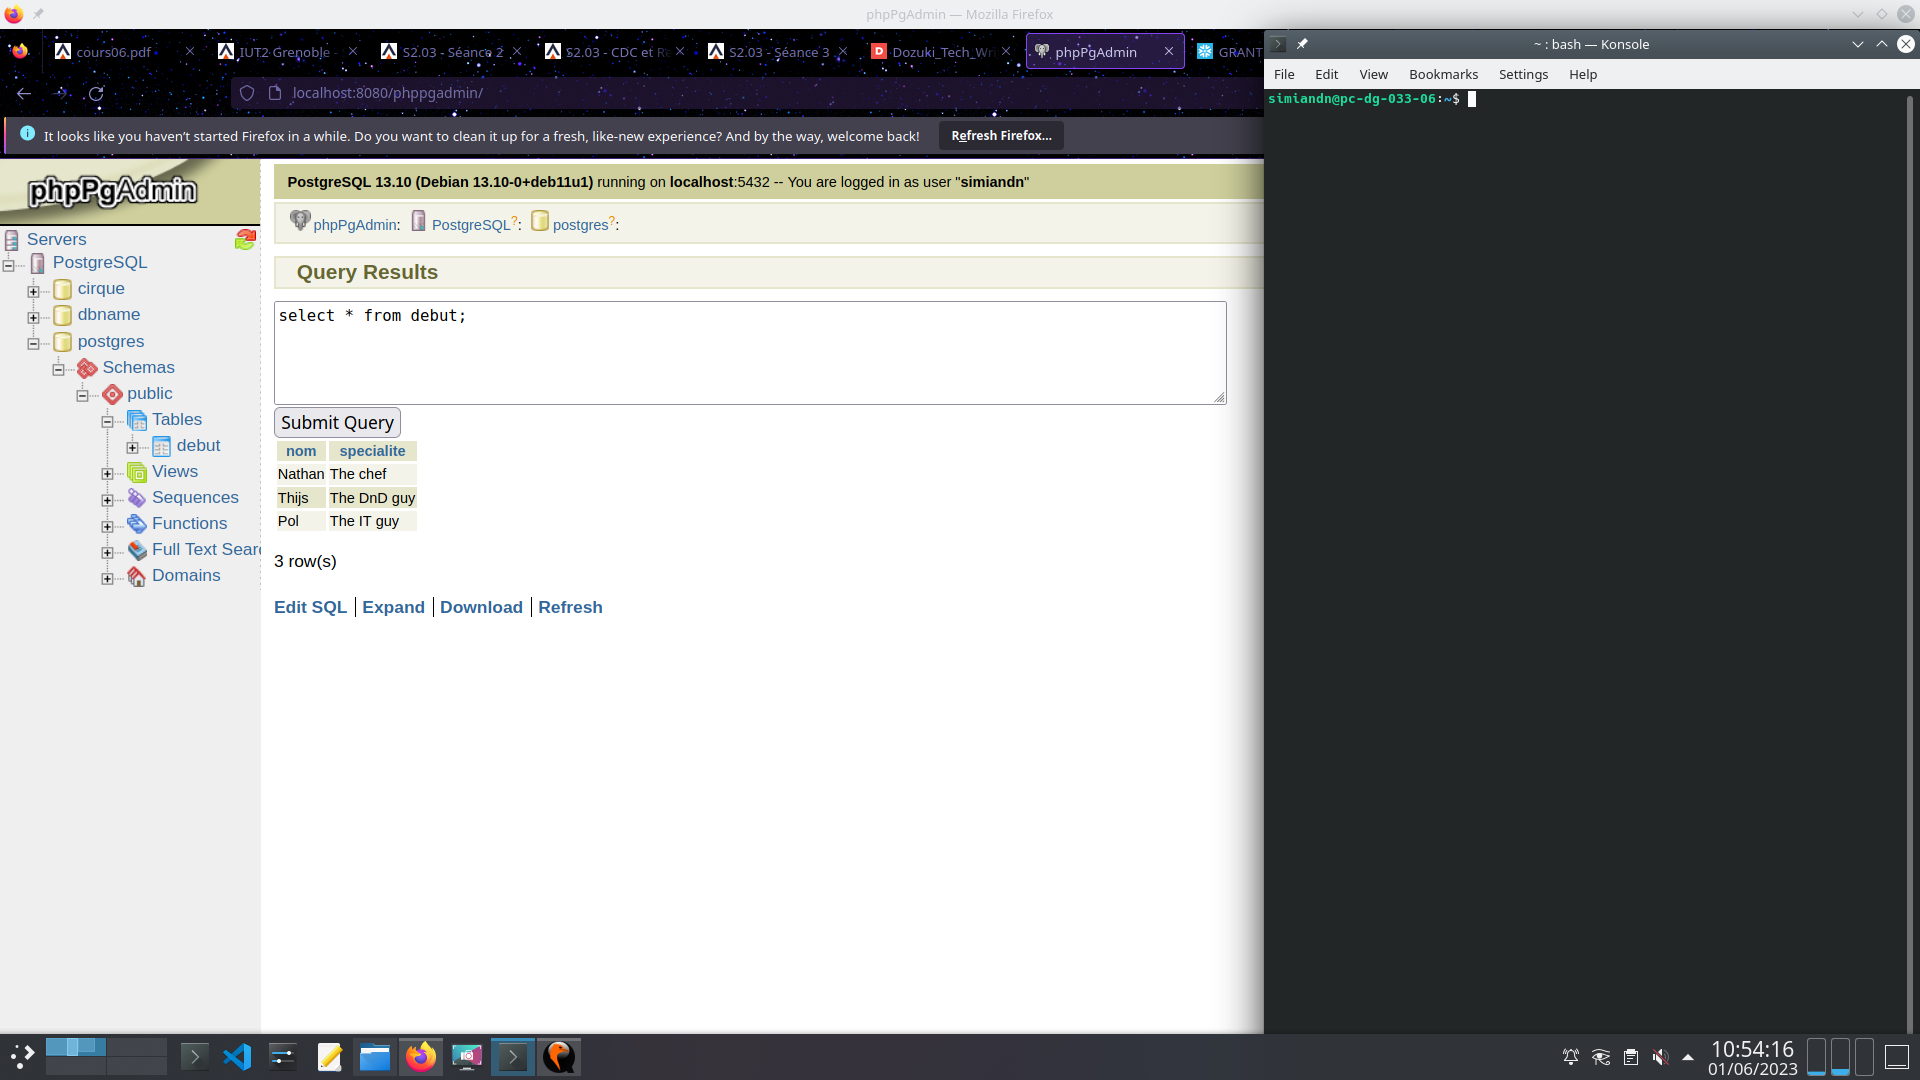 phpPgAdmin — Mozilla Firefox
cours06.pdf
IUT2 Grenoble -
S2.03 - Séance 2
S2.03 - CDC et Re
S2.03 - Séance 3
Dozuki_Tech_Wri
phpPgAdmin
GRANT
localhost:8080/phppgadmin/
It looks like you haven't started Firefox in a while. Do you want to clean it up for a fresh, like-new experience? And by the way, welcome back!
Refresh Firefox...
phpPgAdmin
Servers
PostgreSQL
cirque
dbname
postgres
Schemas
public
Tables
debut
Views
Sequences
Functions
Full Text Sear
Domains
PostgreSQL 13.10 (Debian 13.10-0+deb11u1) running on localhost:5432 -- You are logged in as user "simiandn"
phpPgAdmin: PostgreSQL?: postgres?:
Query Results
select * from debut;
Submit Query
nom specialite
Nathan The chef
Thijs The DnD guy
Pol The IT guy
3 row(s)
Edit SQL | Expand | Download | Refresh
~ : bash — Konsole
File Edit View Bookmarks Settings Help
simiandn@pc-dg-033-06:~$
10:54:16
01/06/2023